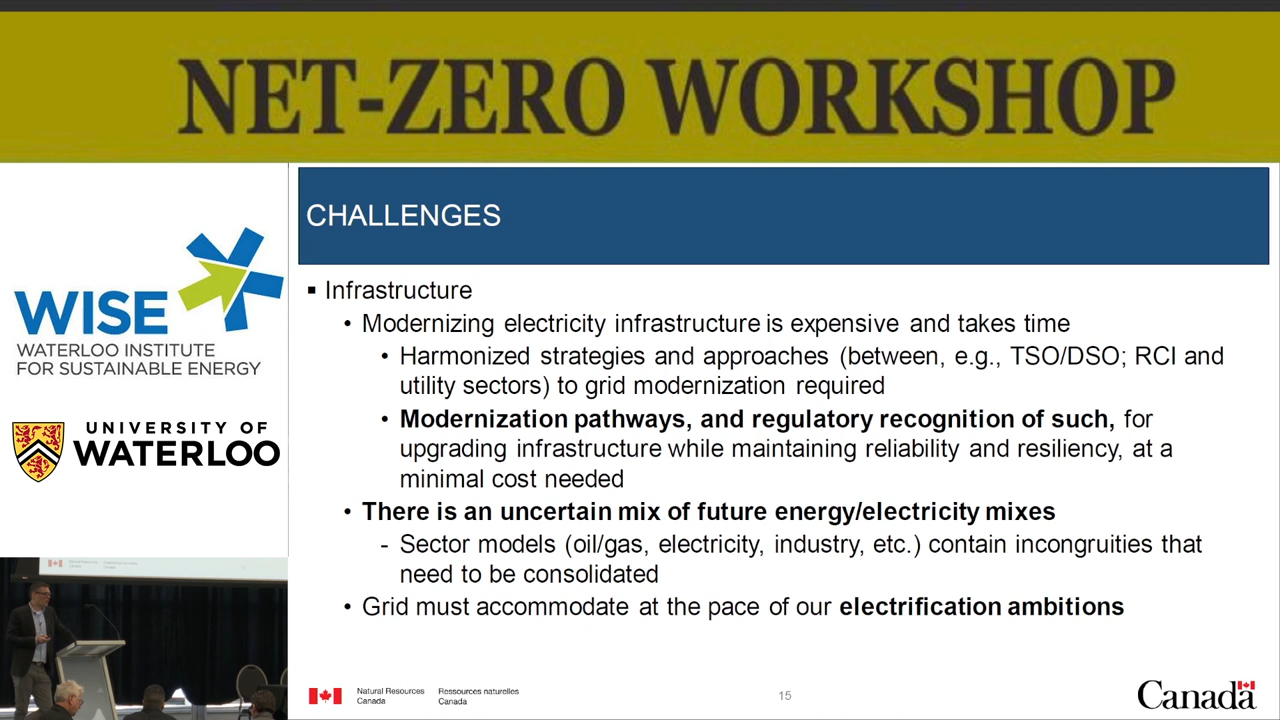 NET-ZERO WORKSHOP
WISE
WATERLOO INSTITUTE
FOR SUSTAINABLE ENERGY
UNIVERSITY OF
WATERLOO
CHALLENGES
▪ Infrastructure
• Modernizing electricity infrastructure is expensive and takes time
• Harmonized strategies and approaches (between, e.g., TSO/DSO; RCI and
utility sectors) to grid modernization required
• Modernization pathways, and regulatory recognition of such, for
upgrading infrastructure while maintaining reliability and resiliency, at a
minimal cost needed
• There is an uncertain mix of future energy/electricity mixes
- Sector models (oil/gas, electricity, industry, etc.) contain incongruities that
need to be consolidated
• Grid must accommodate at the pace of our electrification ambitions
Natural Resources Ressources naturelles
Canada Canada
15
Canada